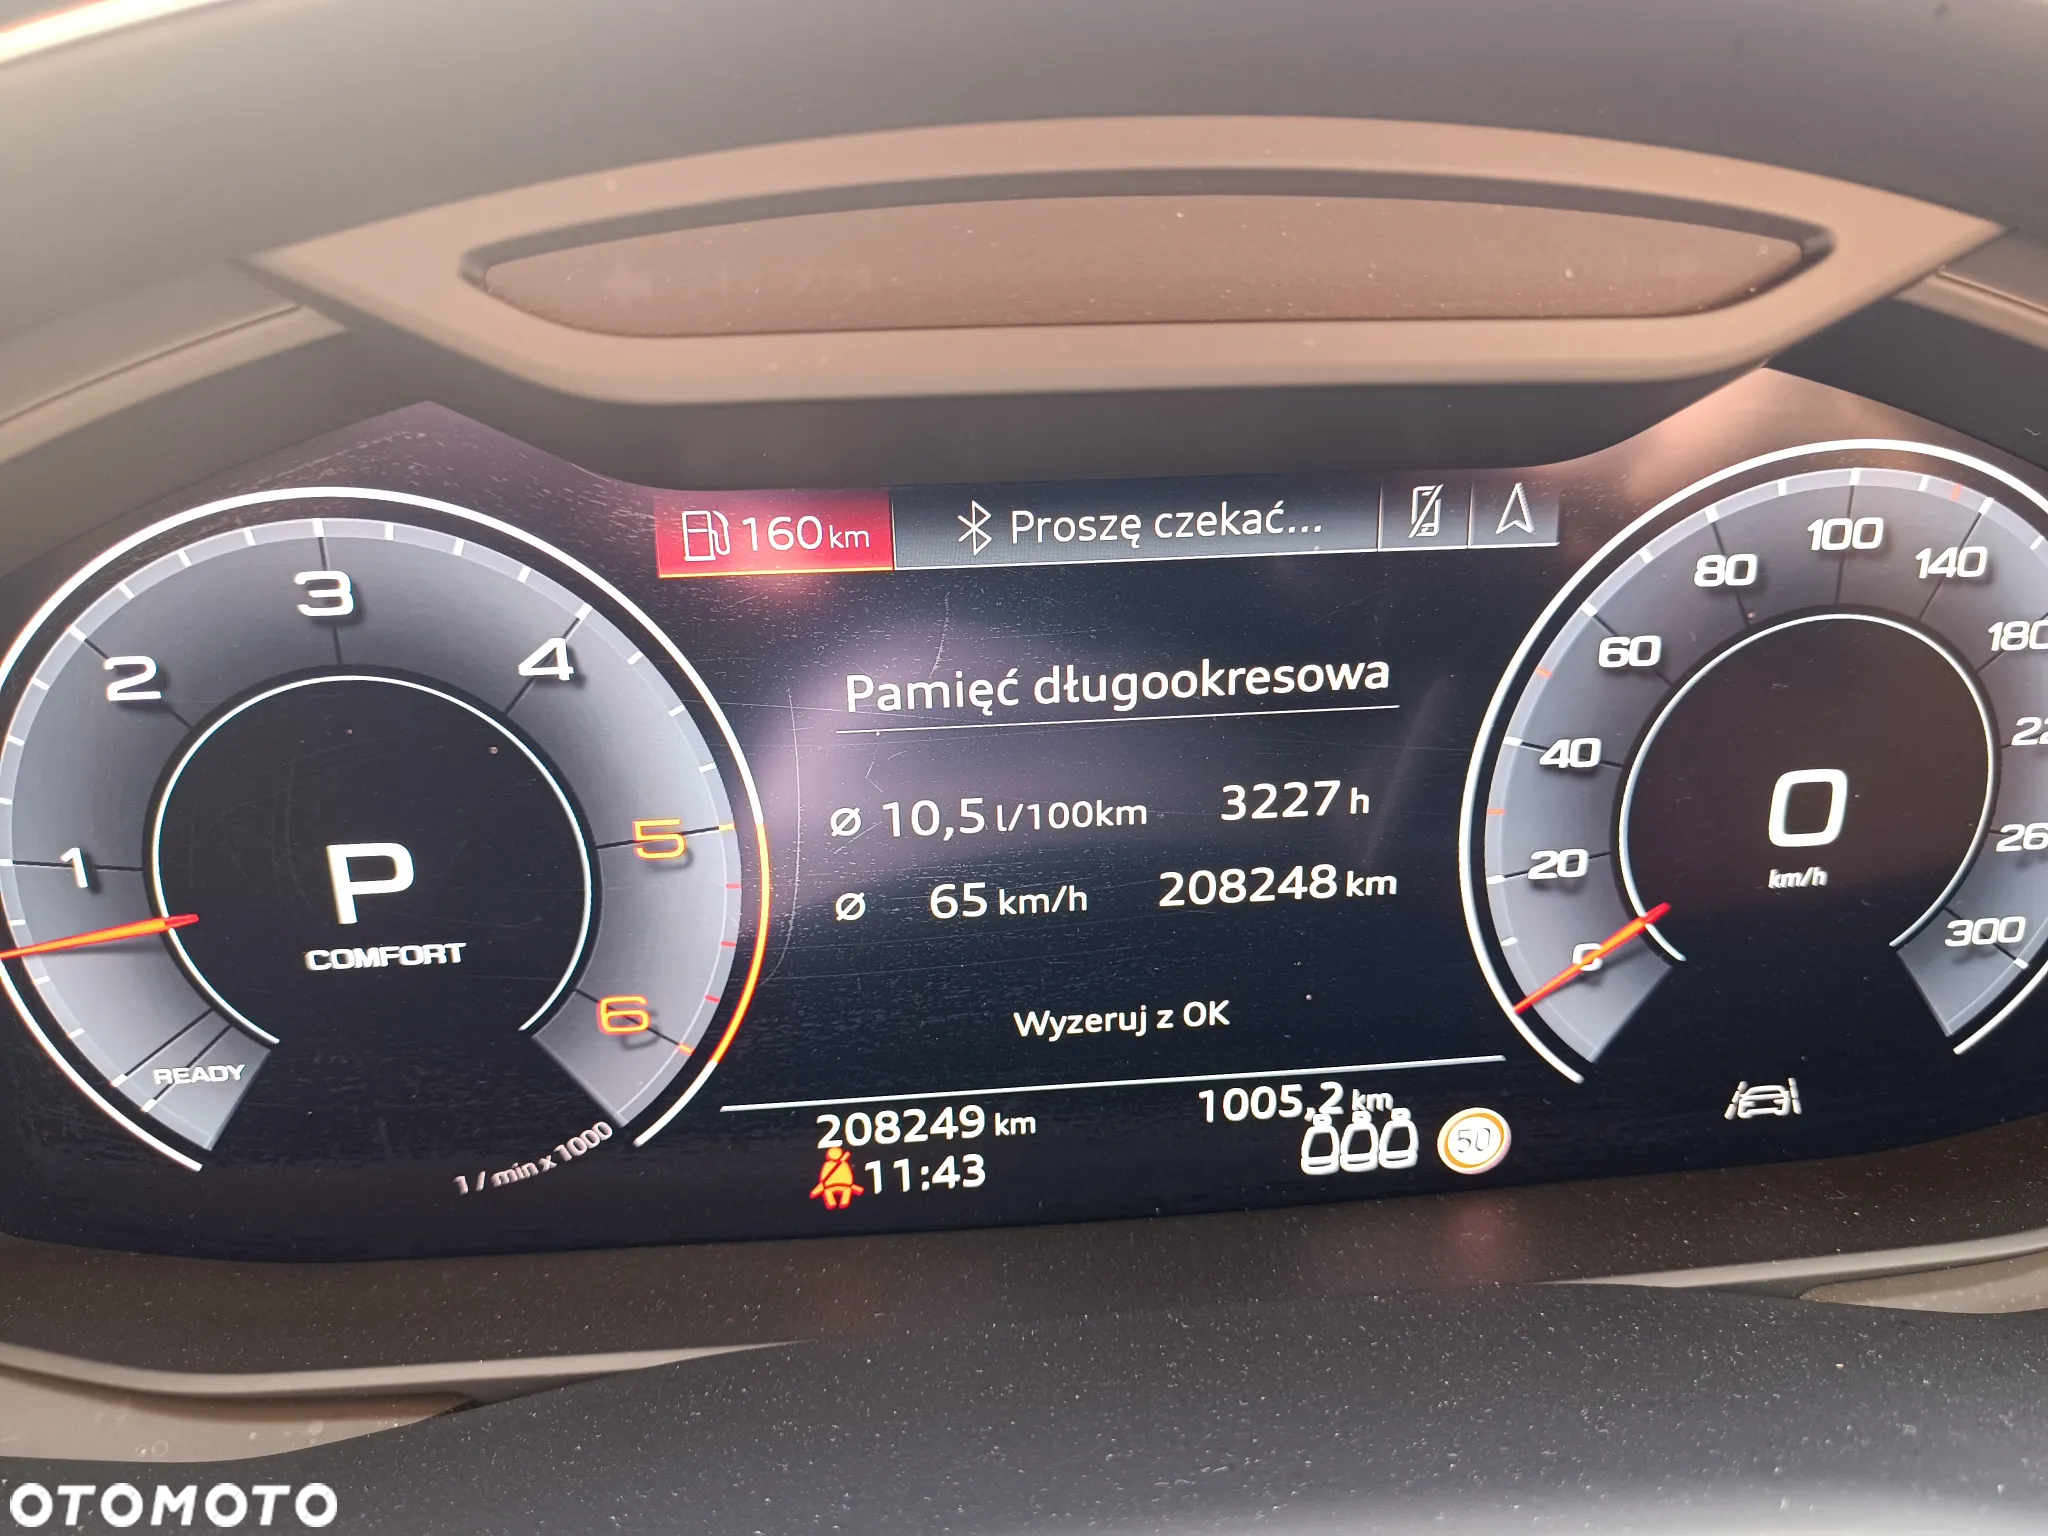 160 km
Proszę czekać...
Pamięć długookresowa
ø 10,5 l/100km 3227 h
ø 65 km/h 208248 km
Wyzeruj z OK
208249 km 1005,2 km
11:43
50
1
2
3
4
5
6
READY
P
COMFORT
1 / min x 1000
0
20
40
60
80
100
140
180
300
0
km/h
OTOMOTO